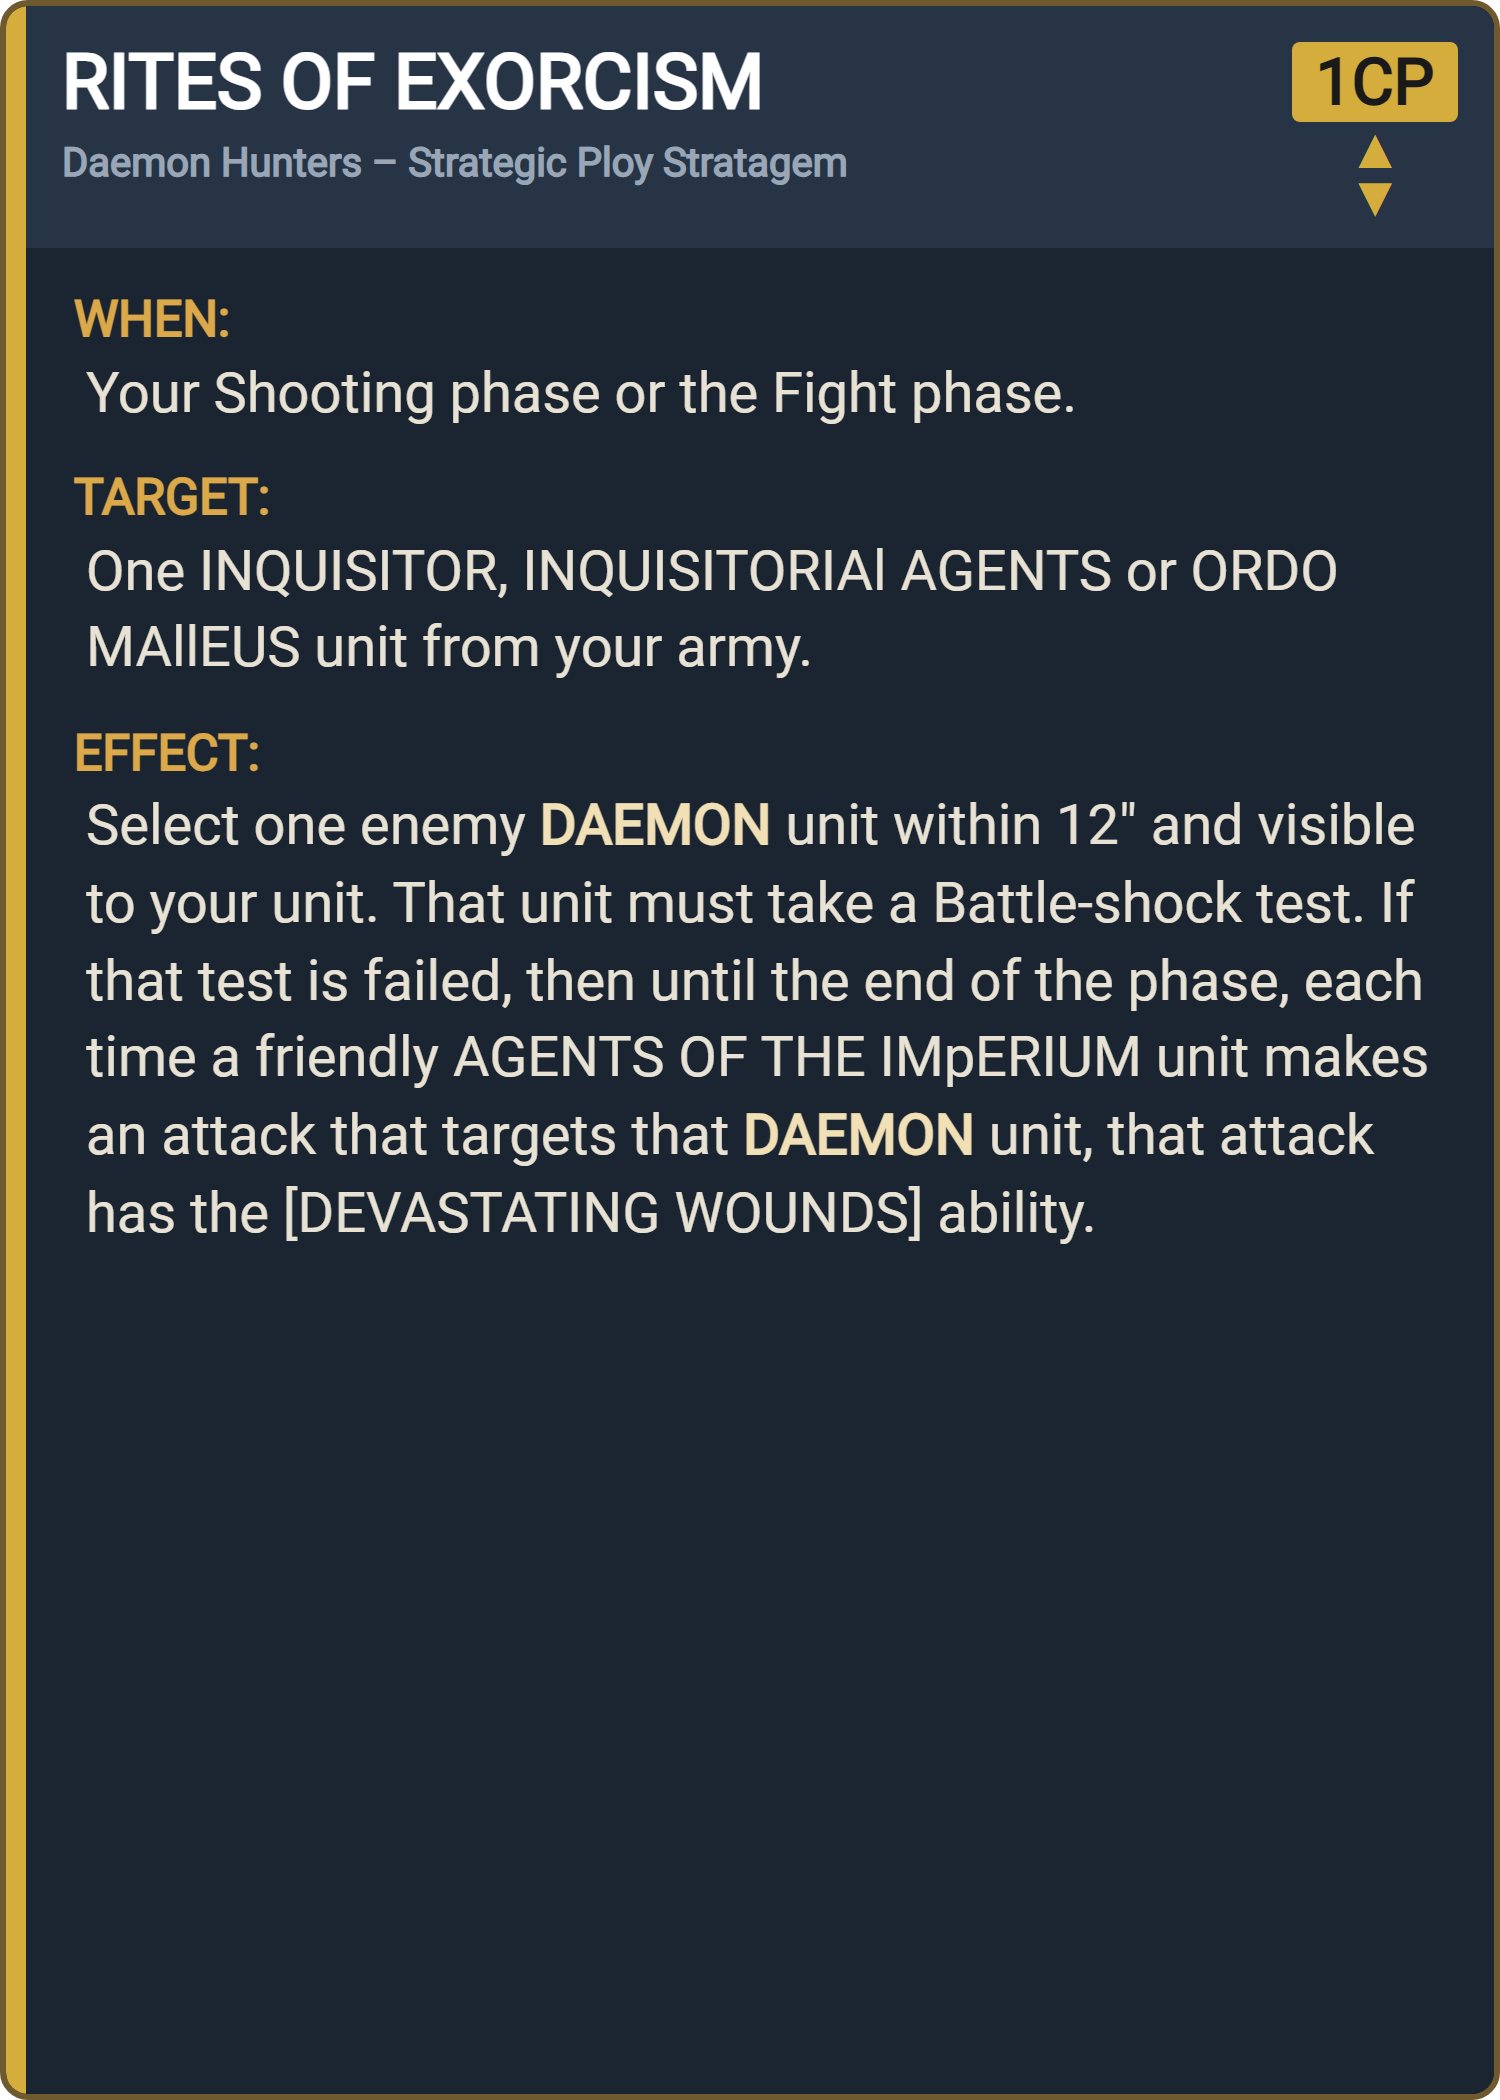 RITES OF EXORCISM
1CP
Daemon Hunters – Strategic Ploy Stratagem
WHEN:
Your Shooting phase or the Fight phase.
TARGET:
One INQUISITOR, INQUISITORIAl AGENTS or ORDO
MAllEUS unit from your army.
EFFECT:
Select one enemy DAEMON unit within 12" and visible
to your unit. That unit must take a Battle-shock test. If
that test is failed, then until the end of the phase, each
time a friendly AGENTS OF THE IMpERIUM unit makes
an attack that targets that DAEMON unit, that attack
has the [DEVASTATING WOUNDS] ability.